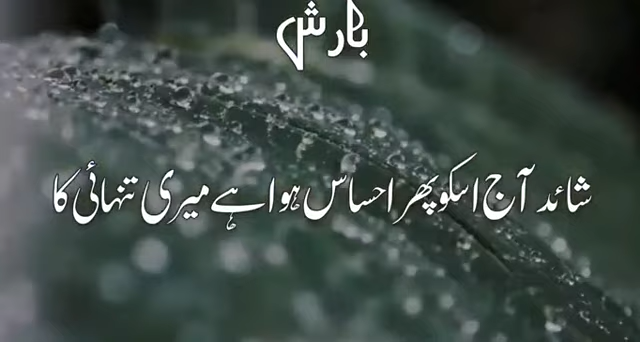 بارش
شائد آج اسکو پھر احساس ہوا ہے میری تنہائی کا